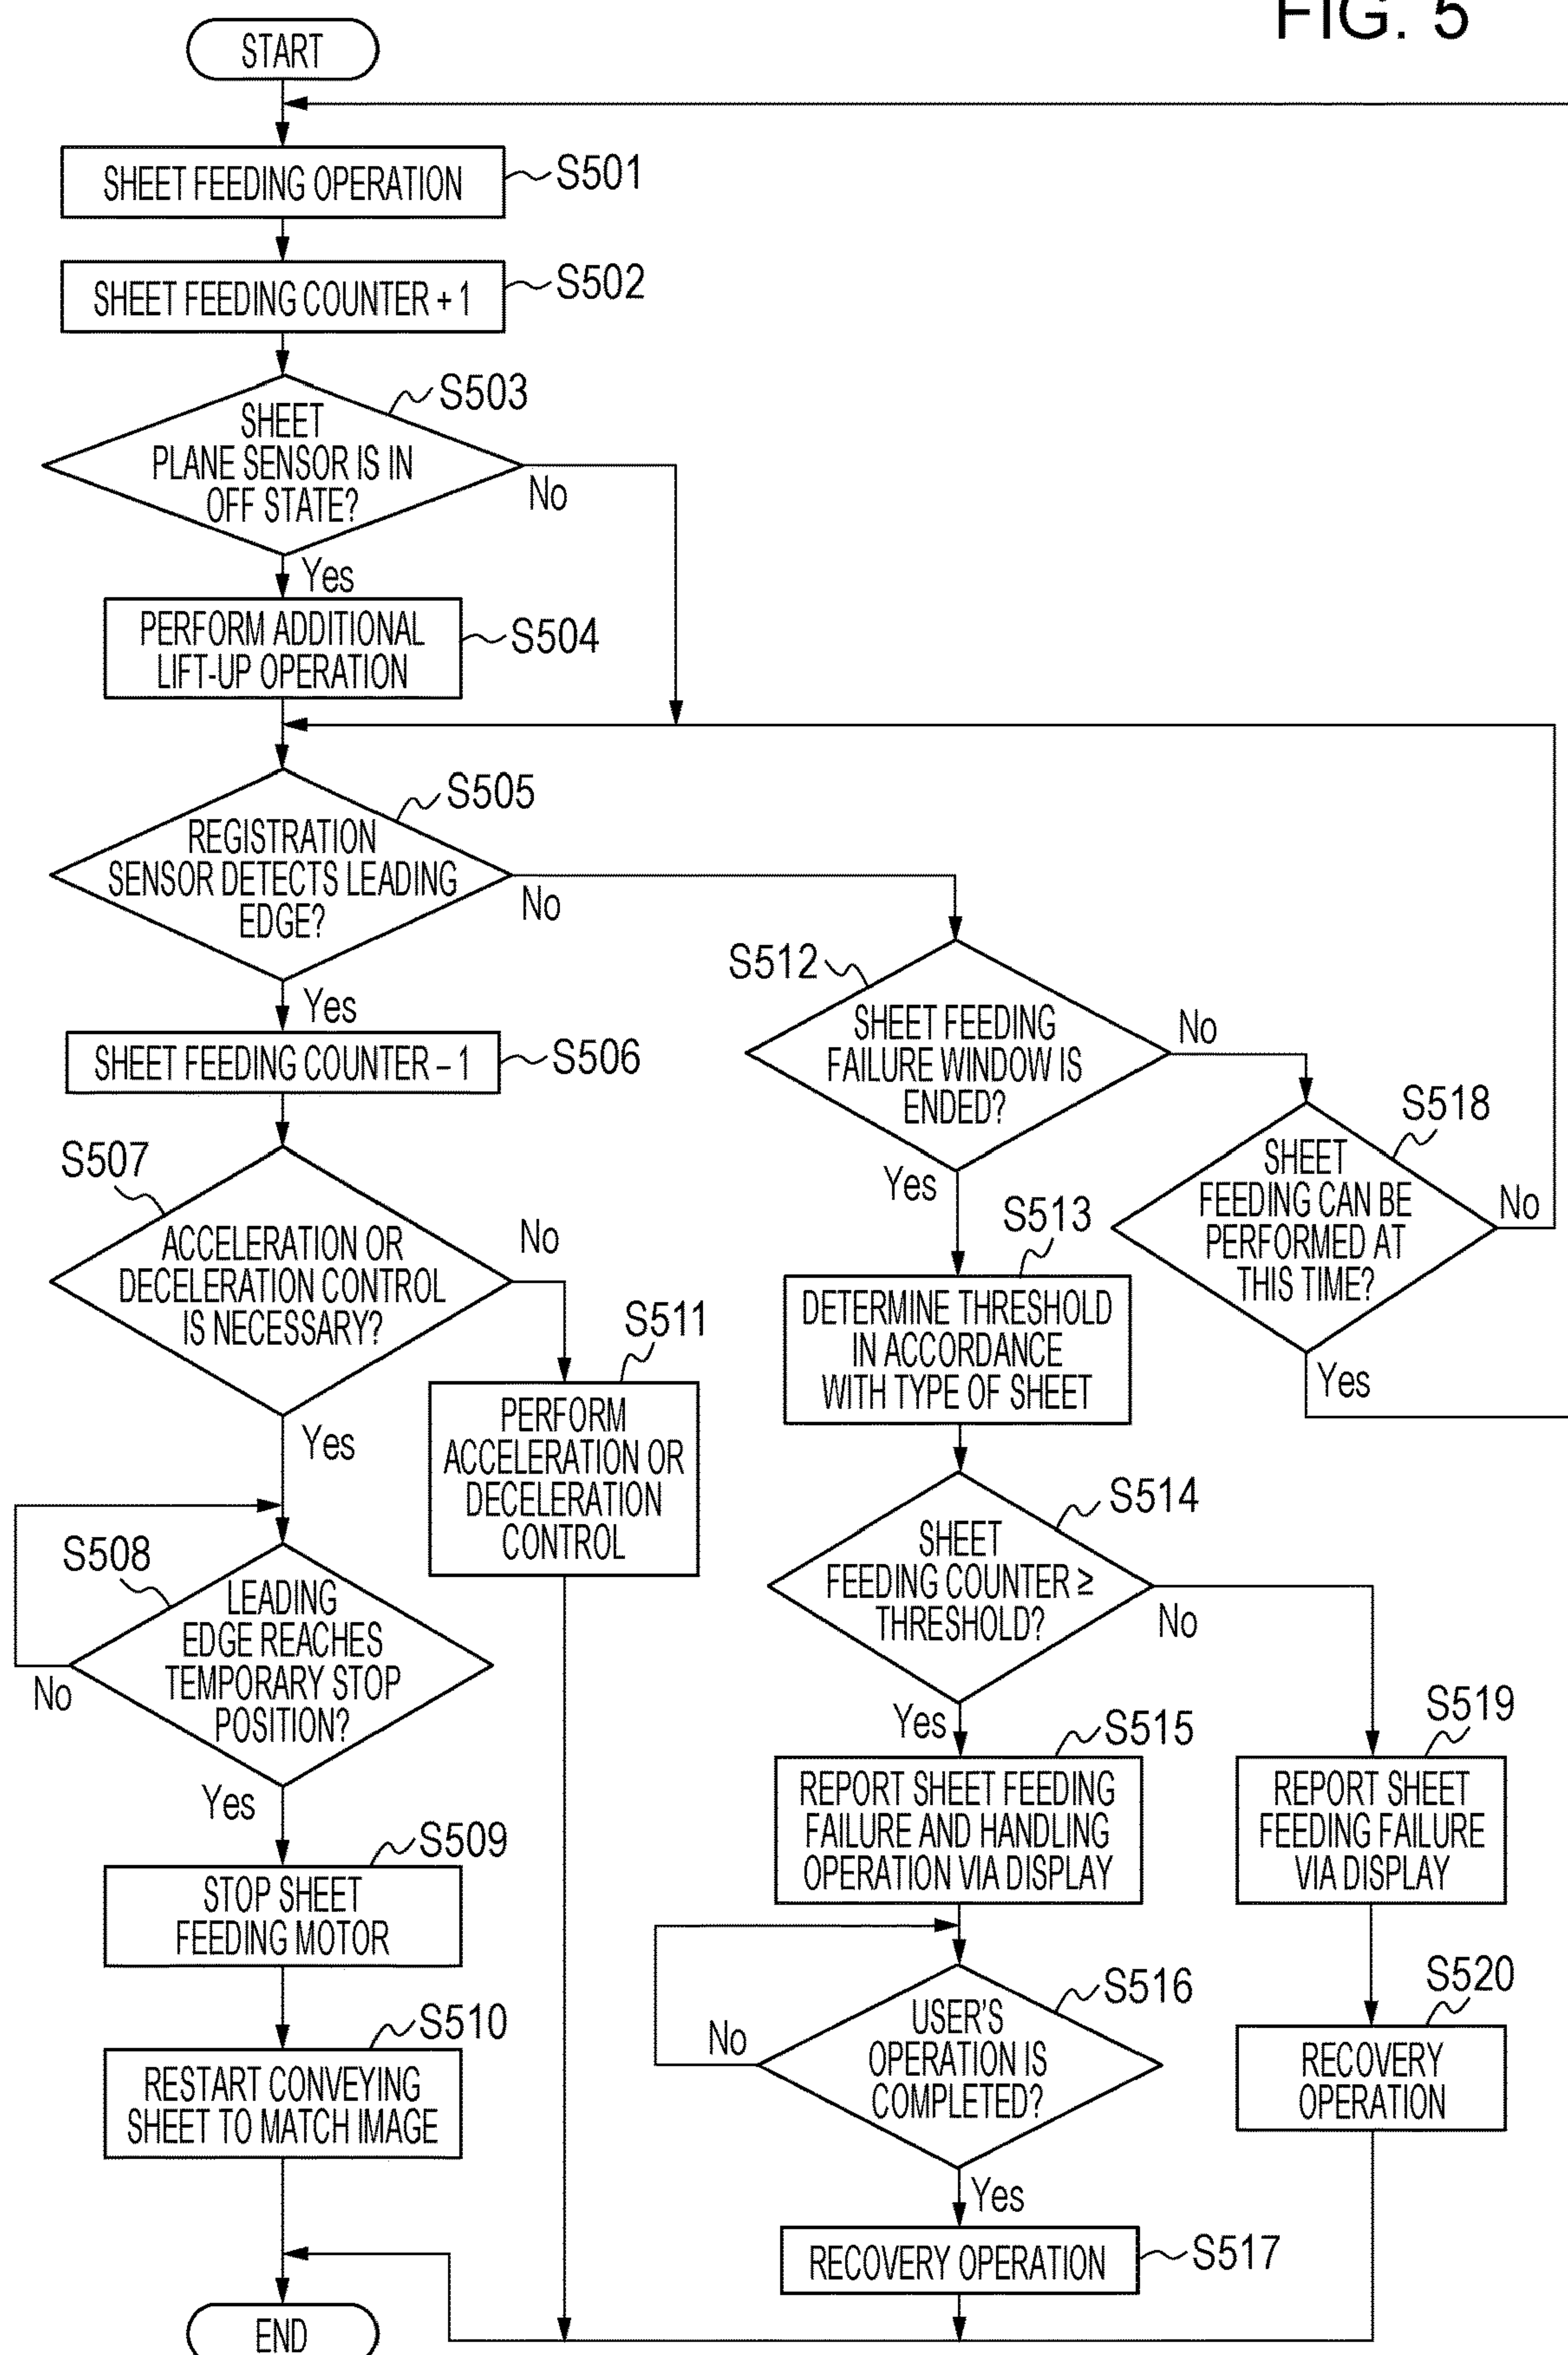 FIG. 5
START
SHEET FEEDING OPERATION
S501
SHEET FEEDING COUNTER + 1
S502
S503
SHEET
PLANE SENSOR IS IN
OFF STATE?
No
Yes
PERFORM ADDITIONAL
LIFT-UP OPERATION
S504
S505
REGISTRATION
SENSOR DETECTS LEADING
EDGE?
No
Yes
SHEET FEEDING COUNTER – 1
S506
S507
ACCELERATION OR
DECELERATION CONTROL
IS NECESSARY?
No
Yes
S511
PERFORM
ACCELERATION OR
DECELERATION
CONTROL
S508
LEADING
EDGE REACHES
TEMPORARY STOP
POSITION?
No
Yes
S509
STOP SHEET
FEEDING MOTOR
S510
RESTART CONVEYING
SHEET TO MATCH IMAGE
END
S512
SHEET FEEDING
FAILURE WINDOW IS
ENDED?
No
Yes
S518
SHEET
FEEDING CAN BE
PERFORMED AT
THIS TIME?
No
Yes
S513
DETERMINE THRESHOLD
IN ACCORDANCE
WITH TYPE OF SHEET
S514
SHEET
FEEDING COUNTER ≥
THRESHOLD?
No
Yes
S515
REPORT SHEET FEEDING
FAILURE AND HANDLING
OPERATION VIA DISPLAY
S516
USER'S
OPERATION IS
COMPLETED?
No
Yes
RECOVERY OPERATION
S517
S519
REPORT SHEET
FEEDING FAILURE
VIA DISPLAY
S520
RECOVERY
OPERATION